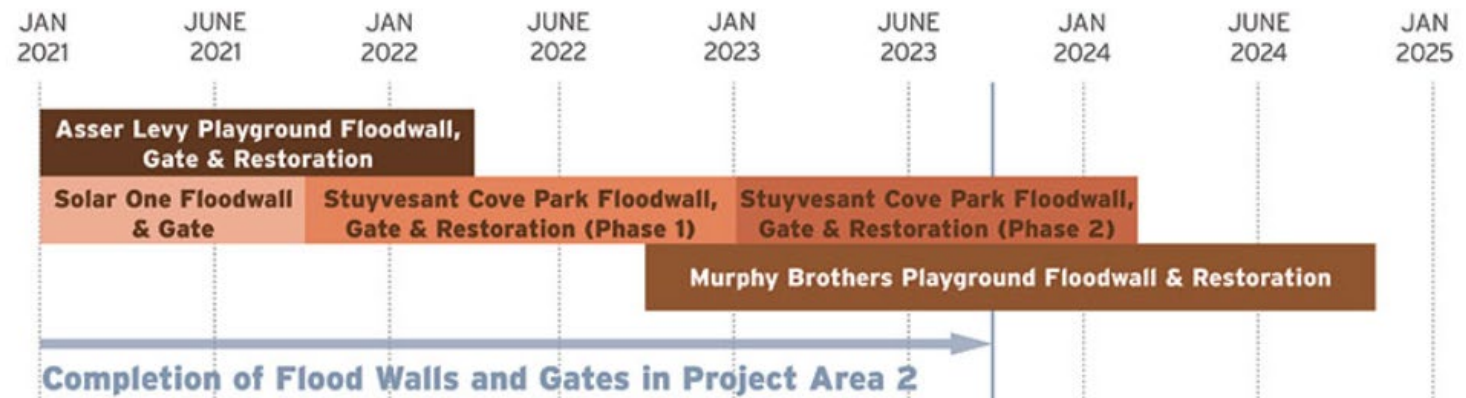 JAN JUNE JAN JUNE JAN JUNE JAN JUNE JAN
2021 2021 2022 2022 2023 2023 2024 2024 2025
Asser Levy Playground Floodwall,
Gate & Restoration
Solar One Floodwall
& Gate
Stuyvesant Cove Park Floodwall,
Gate & Restoration (Phase 1)
Stuyvesant Cove Park Floodwall,
Gate & Restoration (Phase 2)
Murphy Brothers Playground Floodwall & Restoration
Completion of Flood Walls and Gates in Project Area 2